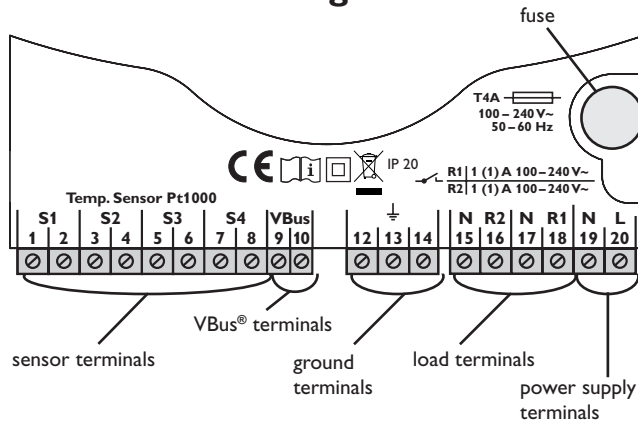 fuse
T4A
100 – 240 V~
50 – 60 Hz
CE i IP 20
R1 1 (1) A 100 – 240 V~
R2 1 (1) A 100 – 240 V~
Temp. Sensor Pt1000
S1 S2 S3 S4 VBus N R2 N R1 N L
1 2 3 4 5 6 7 8 9 10 12 13 14 15 16 17 18 19 20
VBus® terminals
sensor terminals
ground
terminals
load terminals
power supply
terminals